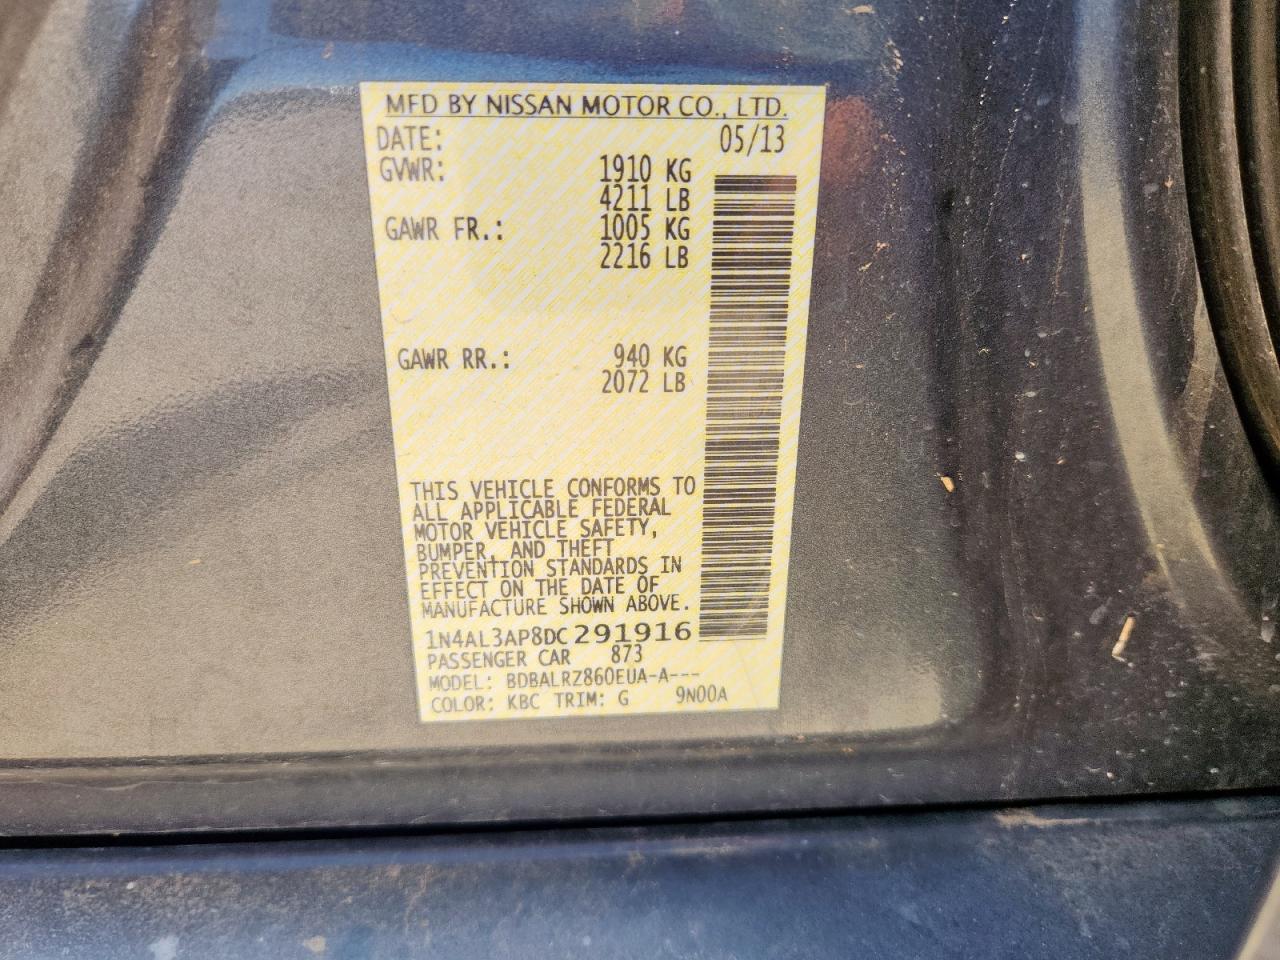 MFD BY NISSAN MOTOR CO., LTD.
DATE: 05/13
GVWR: 1910 KG
4211 LB
GAWR FR.: 1005 KG
2216 LB
GAWR RR.: 940 KG
2072 LB
THIS VEHICLE CONFORMS TO
ALL APPLICABLE FEDERAL
MOTOR VEHICLE SAFETY,
BUMPER, AND THEFT
PREVENTION STANDARDS IN
EFFECT ON THE DATE OF
MANUFACTURE SHOWN ABOVE.
1N4AL3AP8DC291916
PASSENGER CAR 873
MODEL: BDBALRZ860EUA-A---
COLOR: KBC TRIM: G 9N00A